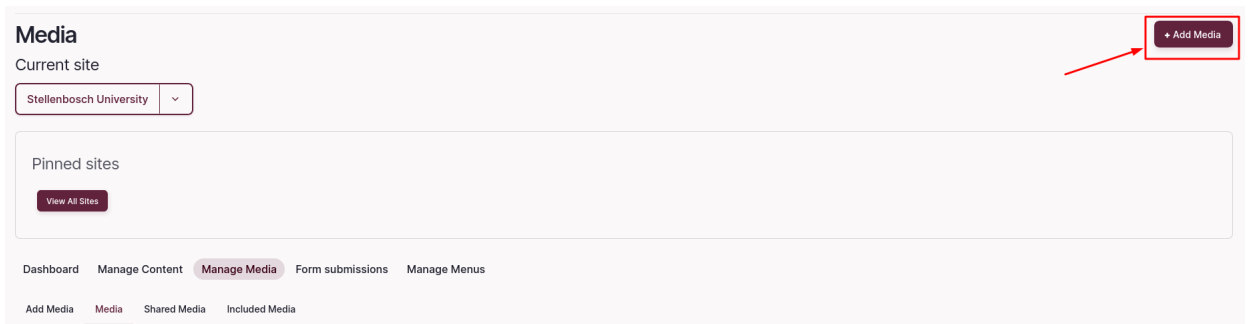 Media
+ Add Media
Current site
Stellenbosch University
Pinned sites
View All Sites
Dashboard Manage Content Manage Media Form submissions Manage Menus
Add Media Media Shared Media Included Media